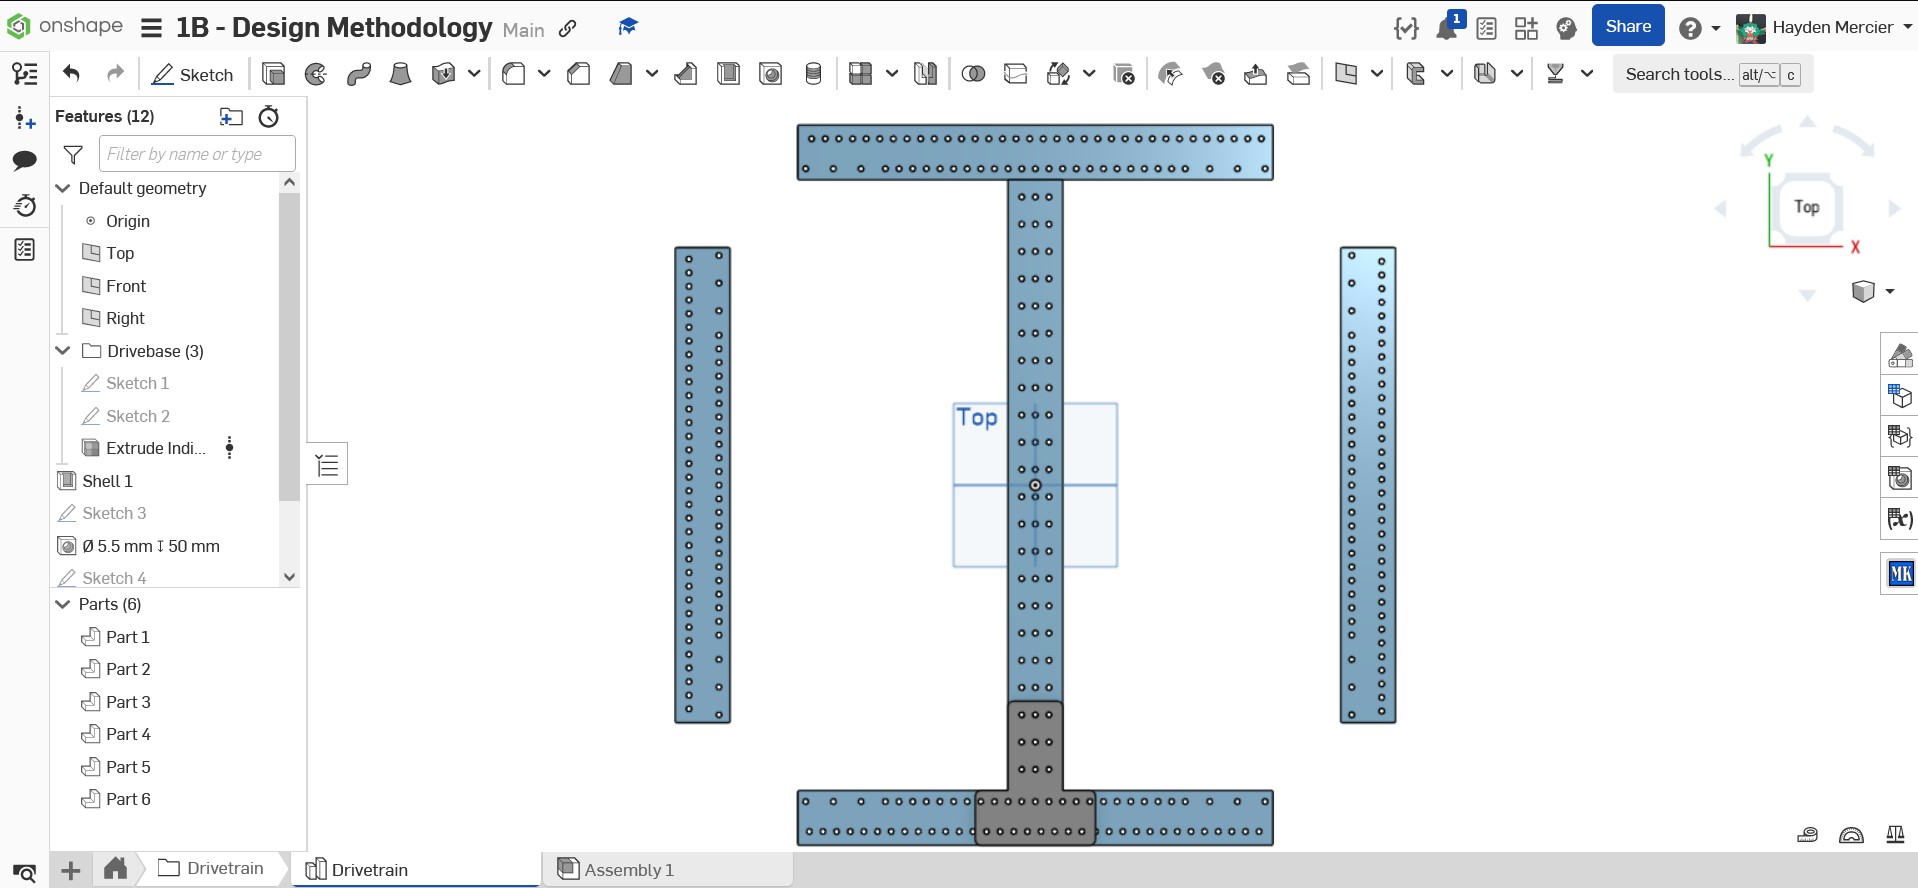 onshape
1B - Design Methodology Main
1
Share
Hayden Mercier
Sketch
Search tools... alt/⌥ c
Features (12)
Filter by name or type
Default geometry
Origin
Top
Front
Right
Drivebase (3)
Sketch 1
Sketch 2
Extrude Indi...
Shell 1
Sketch 3
Ø 5.5 mm ↧ 50 mm
Sketch 4
Parts (6)
Part 1
Part 2
Part 3
Part 4
Part 5
Part 6
Top
Y
Top
X
(x)
MK
Drivetrain
Drivetrain
Assembly 1